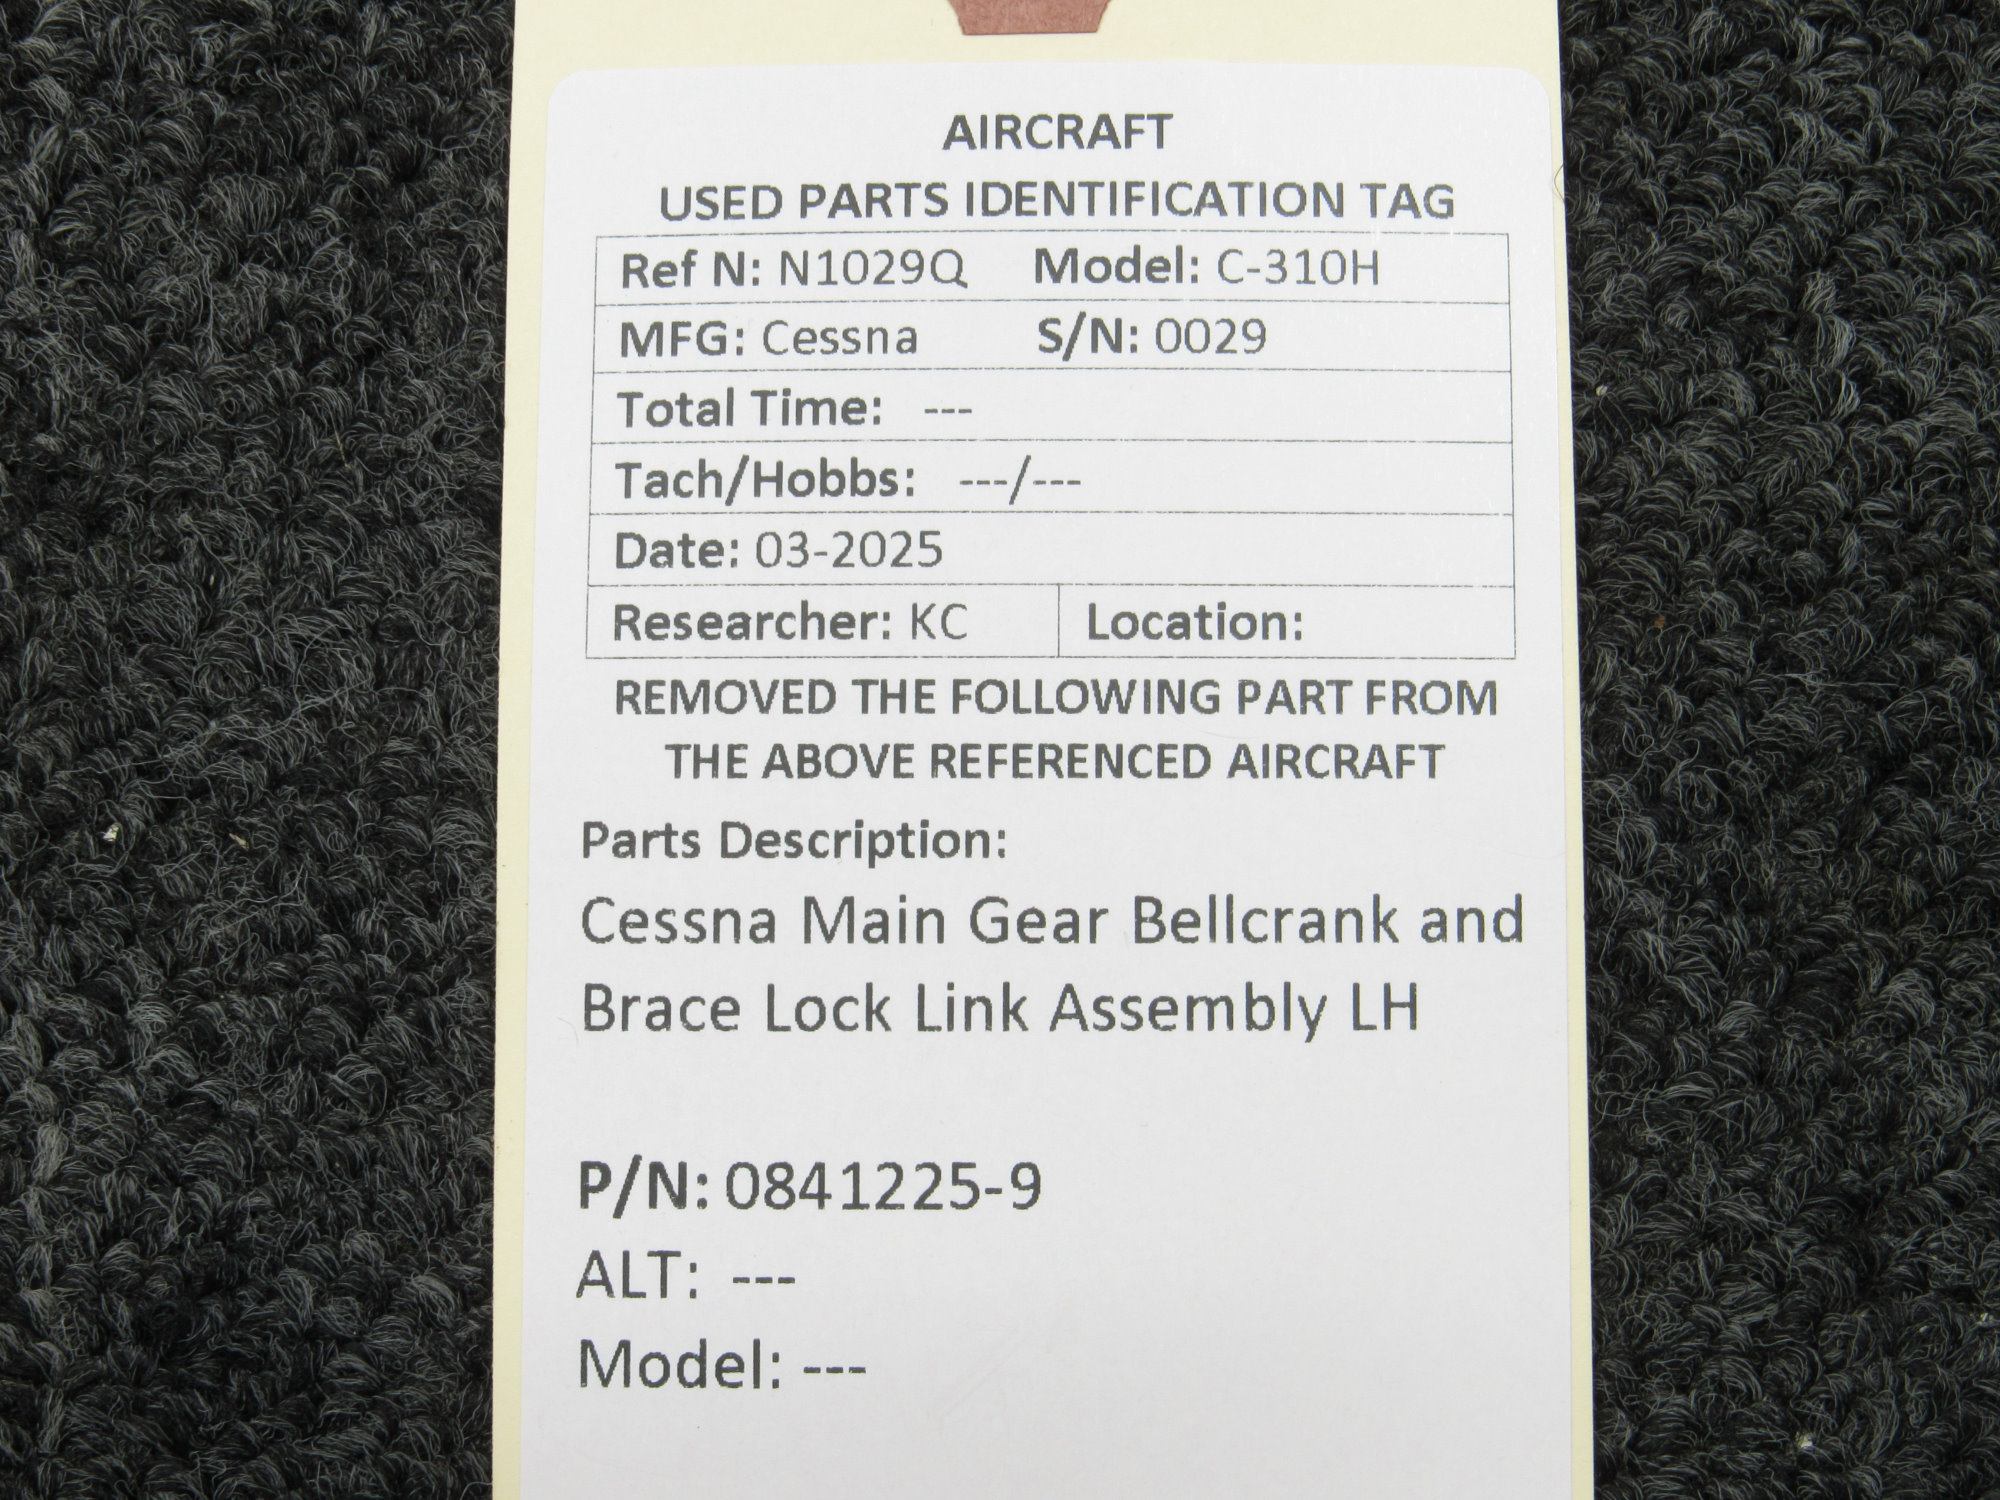 AIRCRAFT
USED PARTS IDENTIFICATION TAG
Ref N: N1029Q Model: C-310H
MFG: Cessna S/N: 0029
Total Time: ---
Tach/Hobbs: ---/---
Date: 03-2025
Researcher: KC Location:
REMOVED THE FOLLOWING PART FROM
THE ABOVE REFERENCED AIRCRAFT
Parts Description:
Cessna Main Gear Bellcrank and
Brace Lock Link Assembly LH
P/N: 0841225-9
ALT: ---
Model: ---